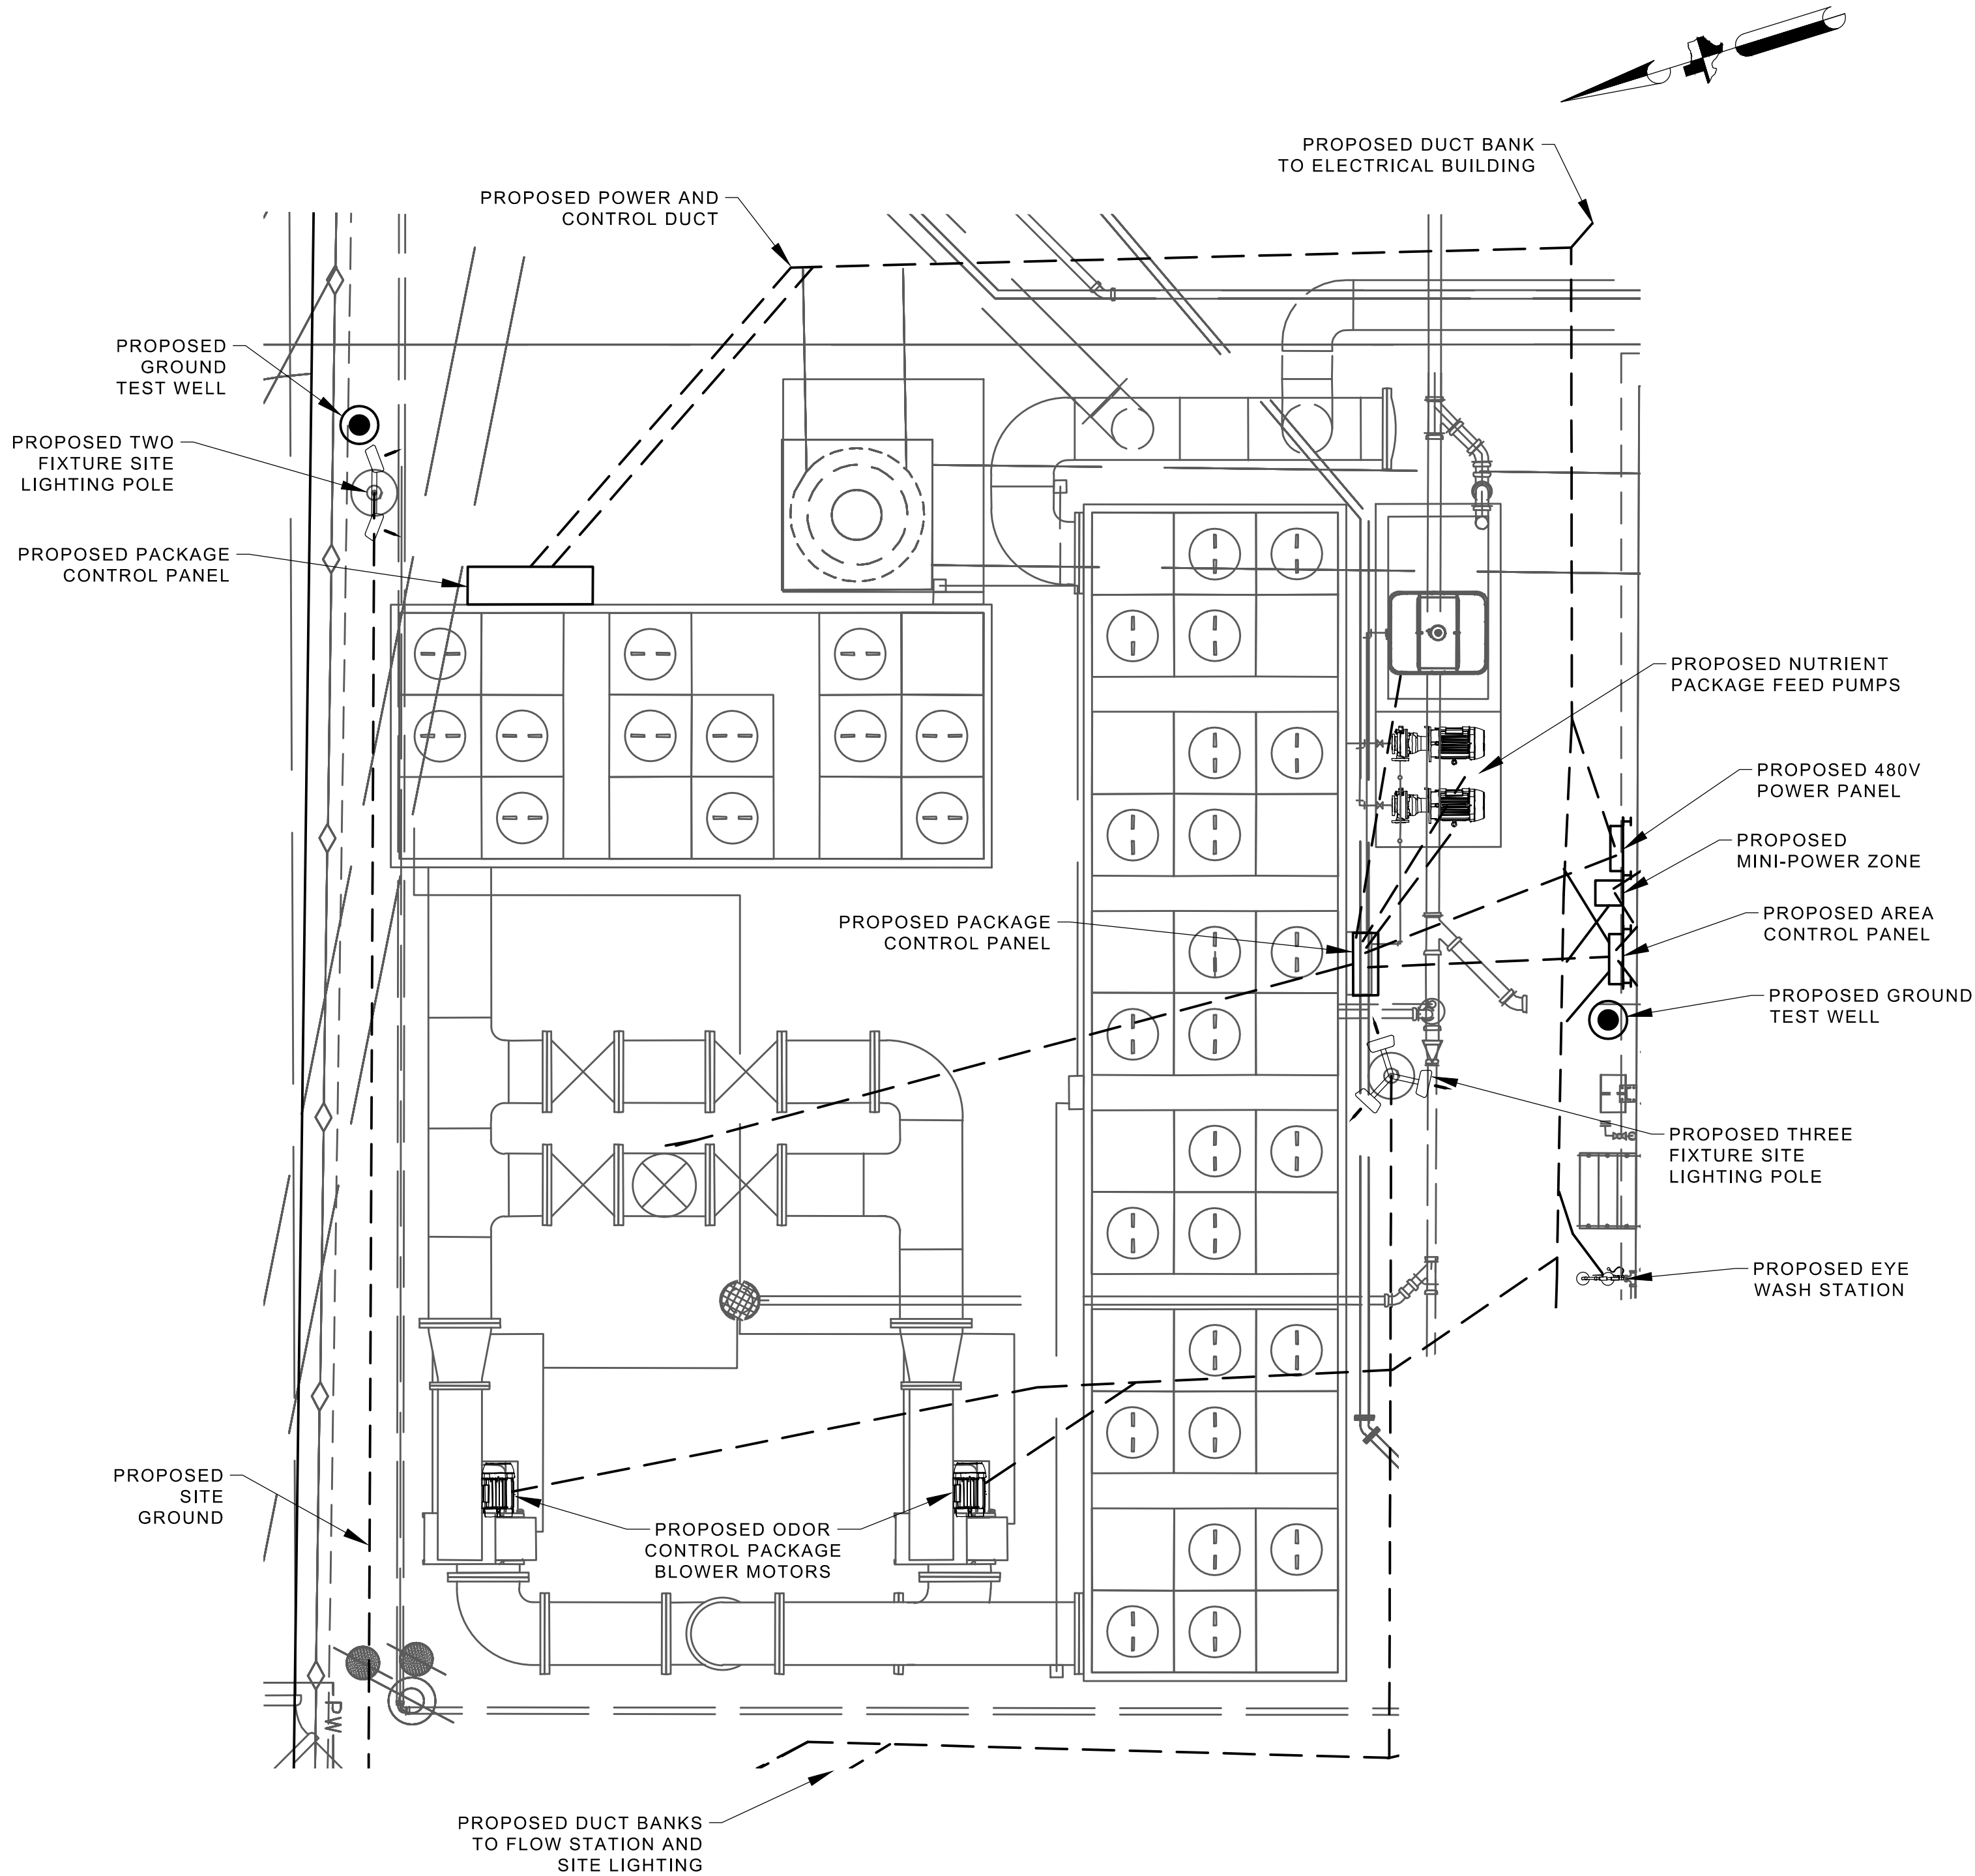 PROPOSED DUCT BANK
TO ELECTRICAL BUILDING
PROPOSED POWER AND
CONTROL DUCT
PROPOSED
GROUND
TEST WELL
PROPOSED TWO
FIXTURE SITE
LIGHTING POLE
PROPOSED PACKAGE
CONTROL PANEL
PROPOSED NUTRIENT
PACKAGE FEED PUMPS
PROPOSED 480V
POWER PANEL
PROPOSED
MINI-POWER ZONE
PROPOSED PACKAGE
CONTROL PANEL
PROPOSED AREA
CONTROL PANEL
PROPOSED GROUND
TEST WELL
PROPOSED THREE
FIXTURE SITE
LIGHTING POLE
PROPOSED EYE
WASH STATION
PROPOSED
SITE
GROUND
PROPOSED ODOR
CONTROL PACKAGE
BLOWER MOTORS
PW
PROPOSED DUCT BANKS
TO FLOW STATION AND
SITE LIGHTING